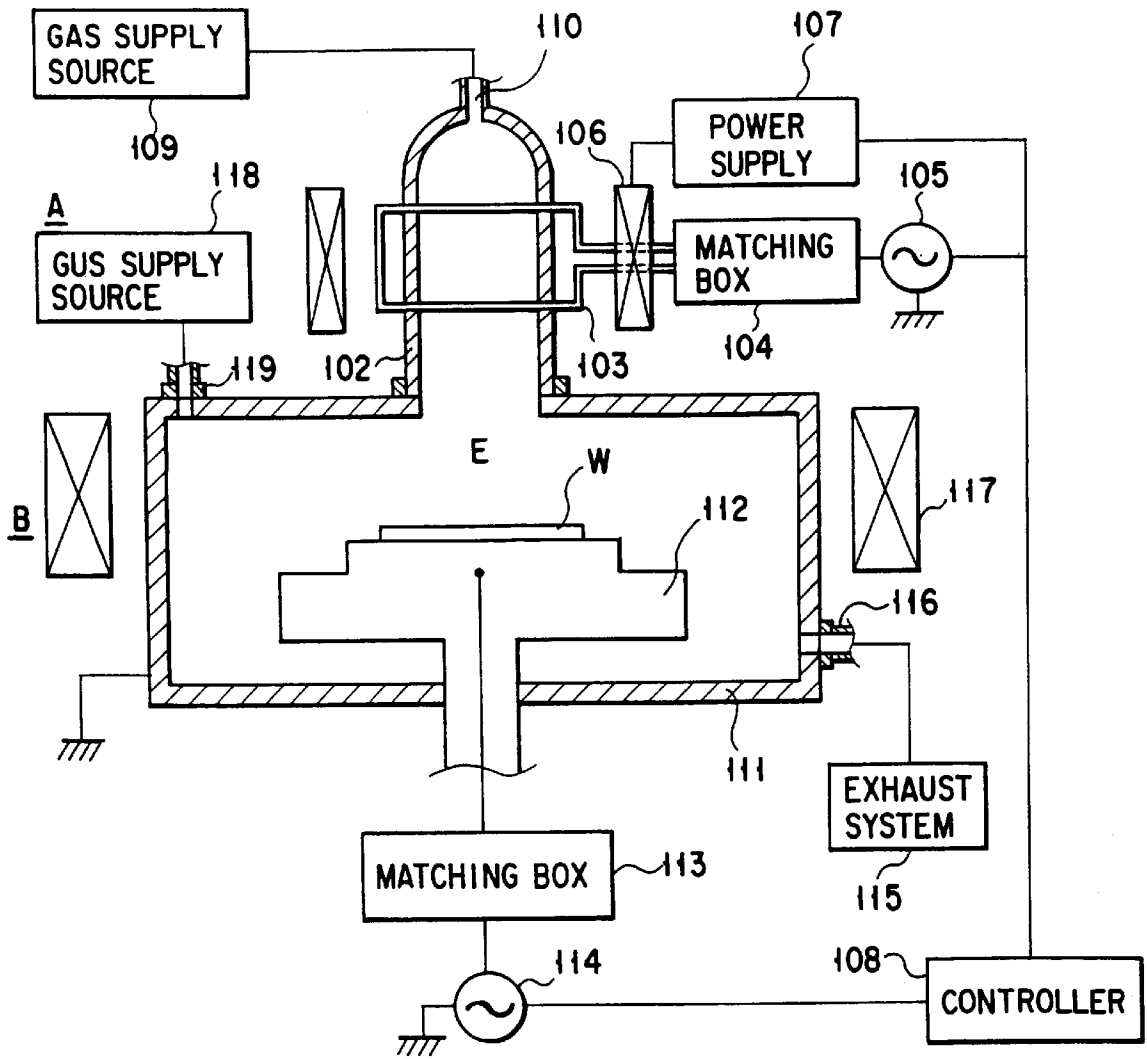 GAS SUPPLY
SOURCE
109
110
107
POWER
SUPPLY
106
105
118
A
GUS SUPPLY
SOURCE
MATCHING
BOX
104
103
102
119
E
W
112
B
117
116
111
EXHAUST
SYSTEM
115
MATCHING BOX
113
114
108
CONTROLLER